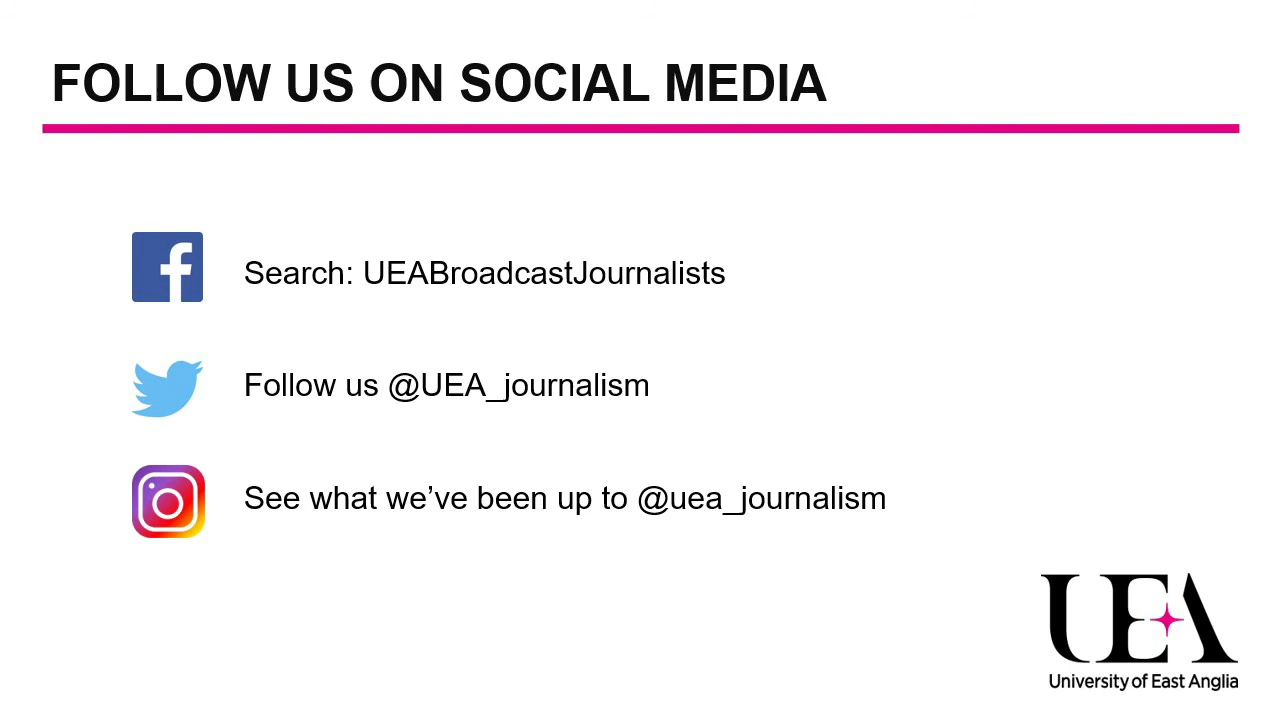 FOLLOW US ON SOCIAL MEDIA
Search: UEABroadcastJournalists
Follow us @UEA_journalism
See what we’ve been up to @uea_journalism
UEA
University of East Anglia